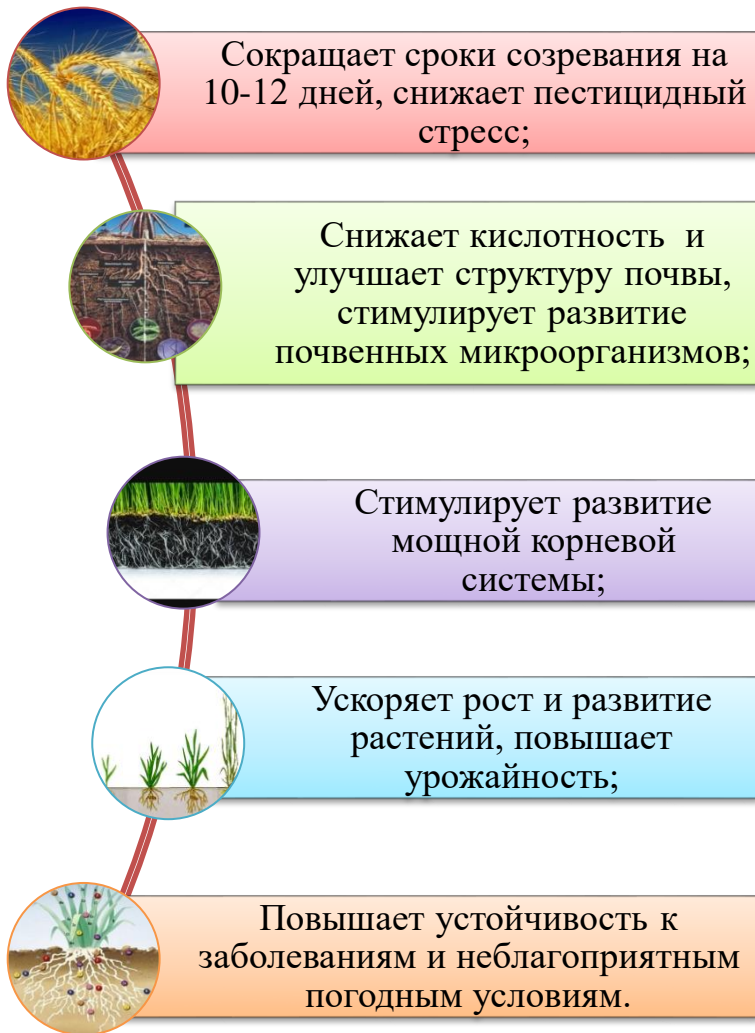 Сокращает сроки созревания на
10-12 дней, снижает пестицидный
стресс;
Снижает кислотность и
улучшает структуру почвы,
стимулирует развитие
почвенных микроорганизмов;
Стимулирует развитие
мощной корневой
системы;
Ускоряет рост и развитие
растений, повышает
урожайность;
Повышает устойчивость к
заболеваниям и неблагоприятным
погодным условиям.